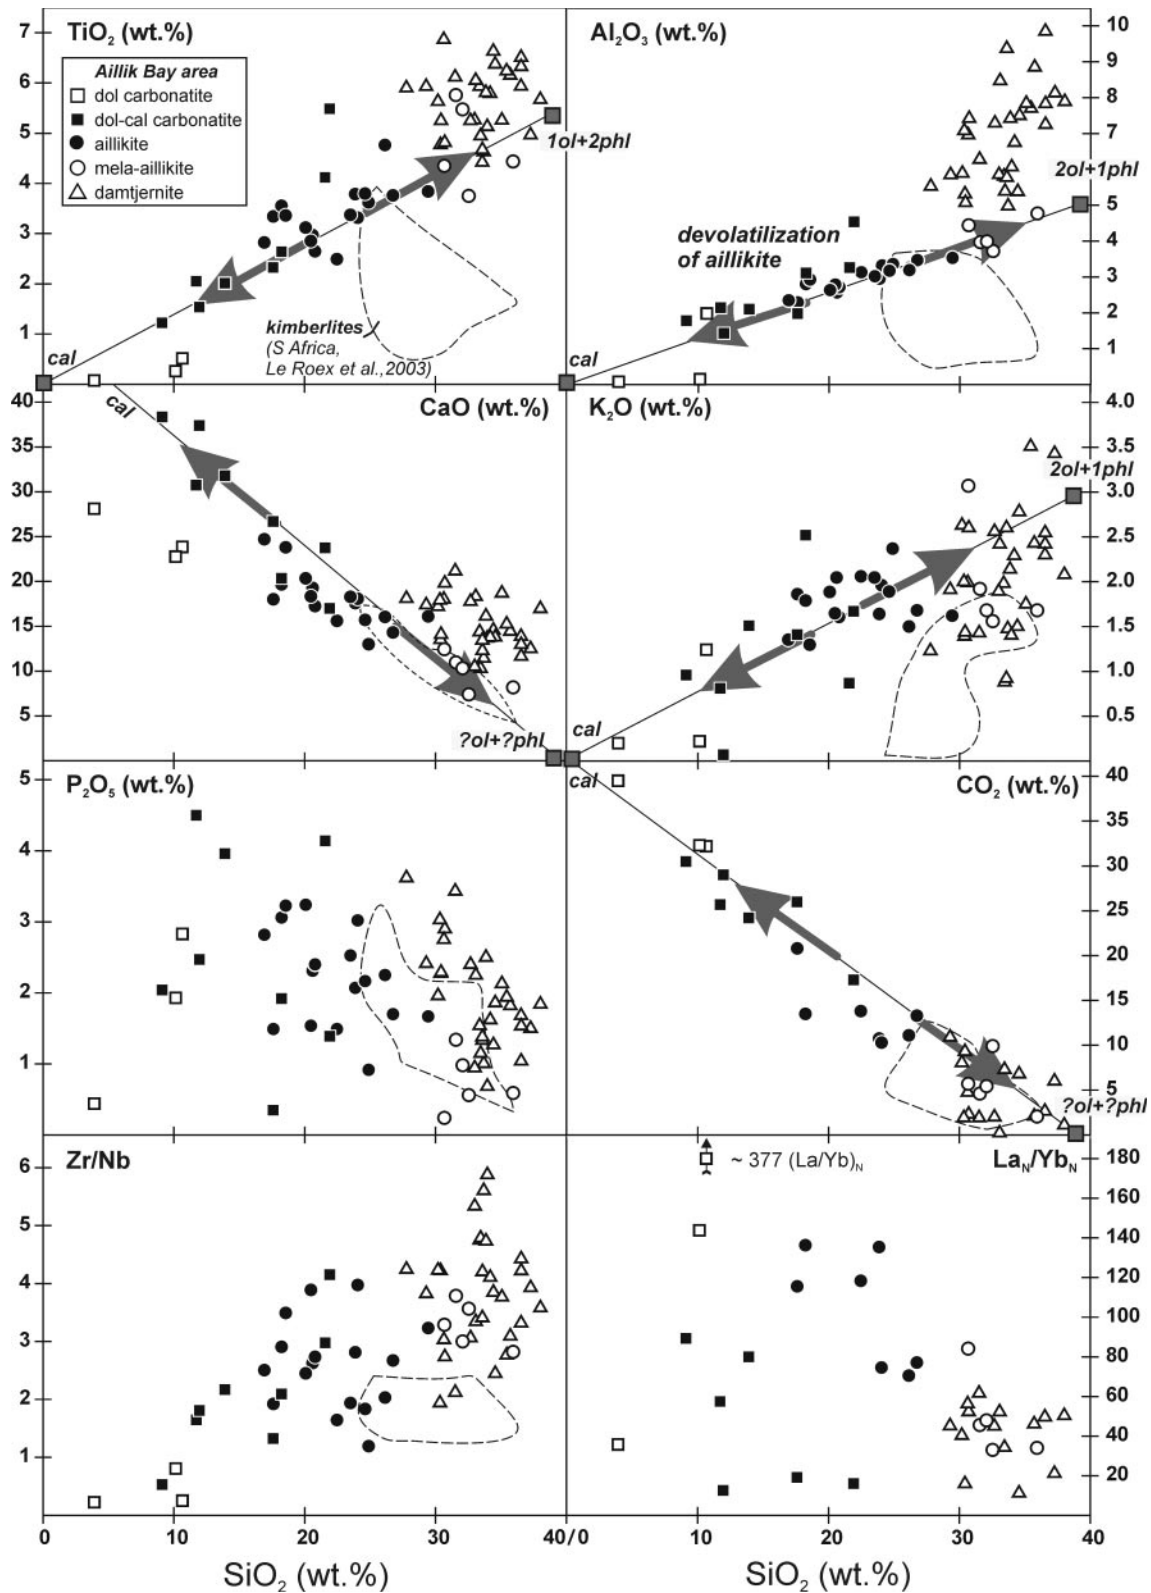 TiO₂ (wt.%)
7
6
5
4
3
2
1
Aillik Bay area
dol carbonatite
dol-cal carbonatite
aillikite
mela-aillikite
damtjernite
1ol+2phl
kimberlites
(S Africa,
Le Roex et al.,2003)
cal
Al₂O₃ (wt.%)
10
9
8
7
6
5
4
3
2
1
2ol+1phl
devolatilization
of aillikite
cal
CaO (wt.%)
40
35
30
25
20
15
10
5
cal
?ol+?phl
K₂O (wt.%)
4.0
3.5
3.0
2.5
2.0
1.5
1.0
0.5
2ol+1phl
cal
P₂O₅ (wt.%)
5
4
3
2
1
CO₂ (wt.%)
40
35
30
25
20
15
10
5
cal
?ol+?phl
Zr/Nb
6
5
4
3
2
1
~ 377 (La/Yb)N
LaN/YbN
180
160
140
120
100
80
60
40
20
0 10 20 30 40/0 10 20 30 40
SiO₂ (wt.%) SiO₂ (wt.%)